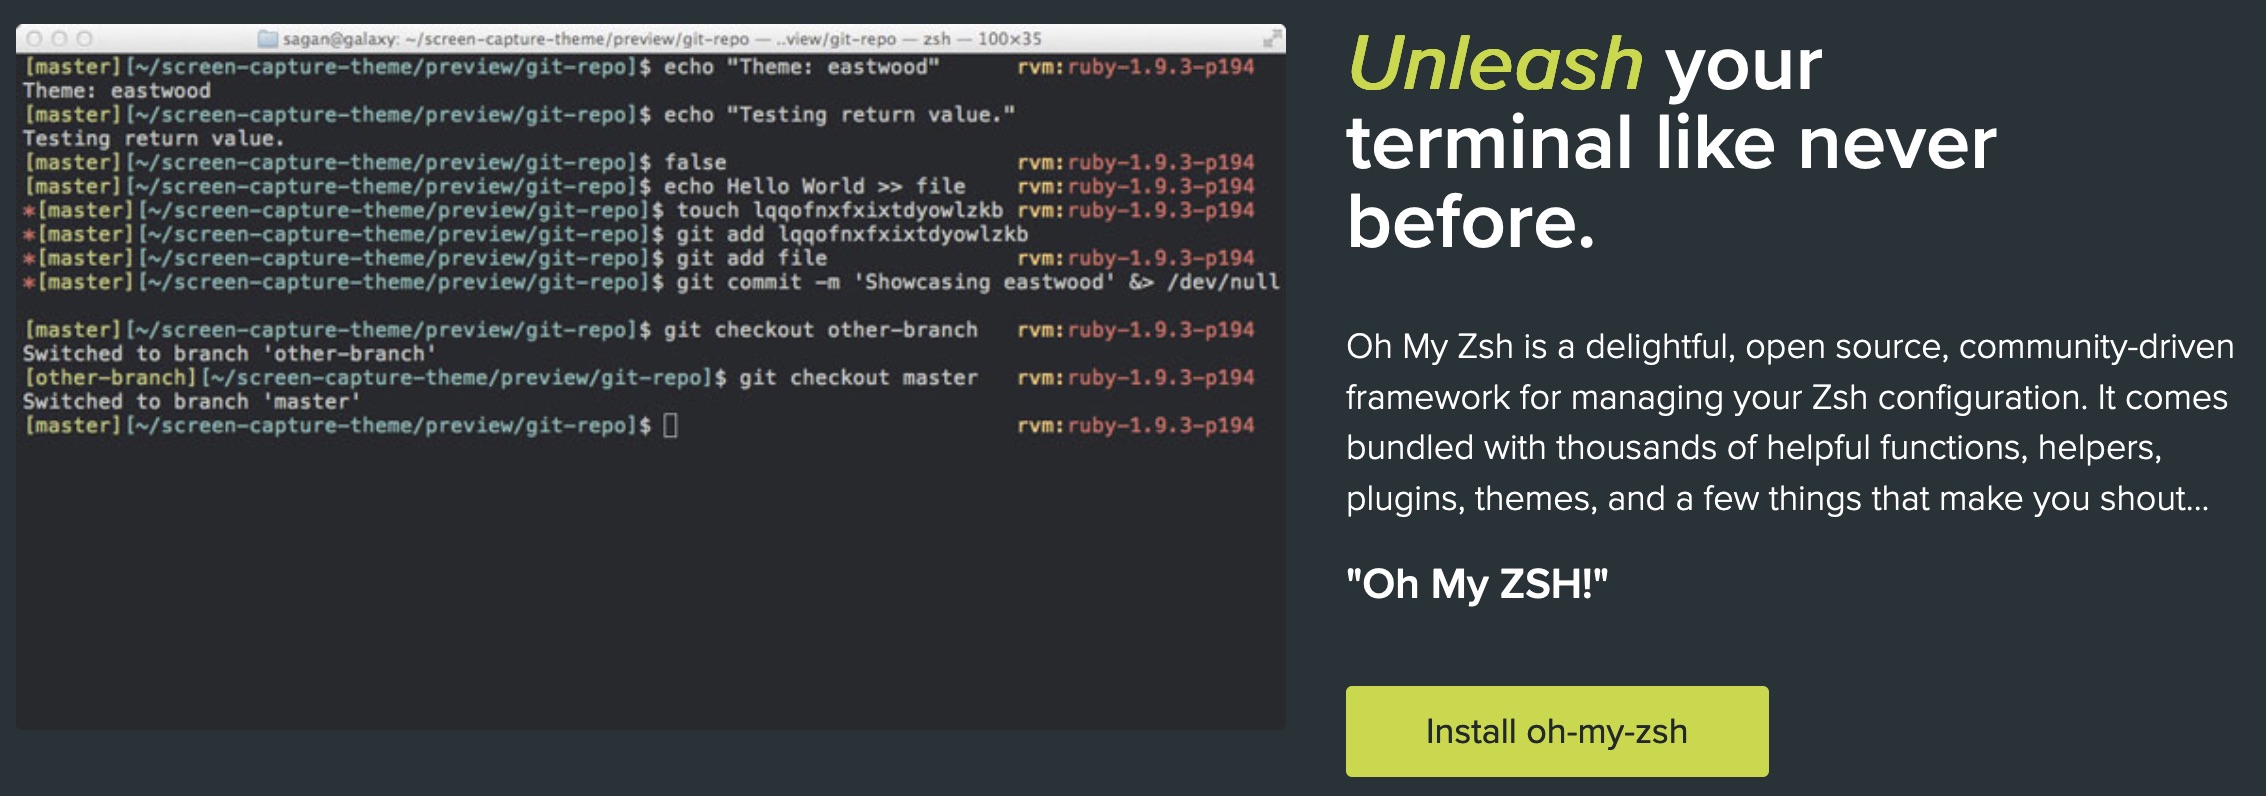 sagan@galaxy: ~/screen-capture-theme/preview/git-repo — ..view/git-repo — zsh — 100×35
[master][~/screen-capture-theme/preview/git-repo]$ echo "Theme: eastwood" rvm:ruby-1.9.3-p194
Theme: eastwood
[master][~/screen-capture-theme/preview/git-repo]$ echo "Testing return value."
Testing return value.
[master][~/screen-capture-theme/preview/git-repo]$ false rvm:ruby-1.9.3-p194
[master][~/screen-capture-theme/preview/git-repo]$ echo Hello World >> file rvm:ruby-1.9.3-p194
*[master][~/screen-capture-theme/preview/git-repo]$ touch lqqofnxfxixtdyowlzkb rvm:ruby-1.9.3-p194
*[master][~/screen-capture-theme/preview/git-repo]$ git add lqqofnxfxixtdyowlzkb
*[master][~/screen-capture-theme/preview/git-repo]$ git add file rvm:ruby-1.9.3-p194
*[master][~/screen-capture-theme/preview/git-repo]$ git commit -m 'Showcasing eastwood' &> /dev/null
[master][~/screen-capture-theme/preview/git-repo]$ git checkout other-branch rvm:ruby-1.9.3-p194
Switched to branch 'other-branch'
[other-branch][~/screen-capture-theme/preview/git-repo]$ git checkout master rvm:ruby-1.9.3-p194
Switched to branch 'master'
[master][~/screen-capture-theme/preview/git-repo]$ rvm:ruby-1.9.3-p194
Unleash your
terminal like never
before.
Oh My Zsh is a delightful, open source, community-driven
framework for managing your Zsh configuration. It comes
bundled with thousands of helpful functions, helpers,
plugins, themes, and a few things that make you shout...
"Oh My ZSH!"
Install oh-my-zsh